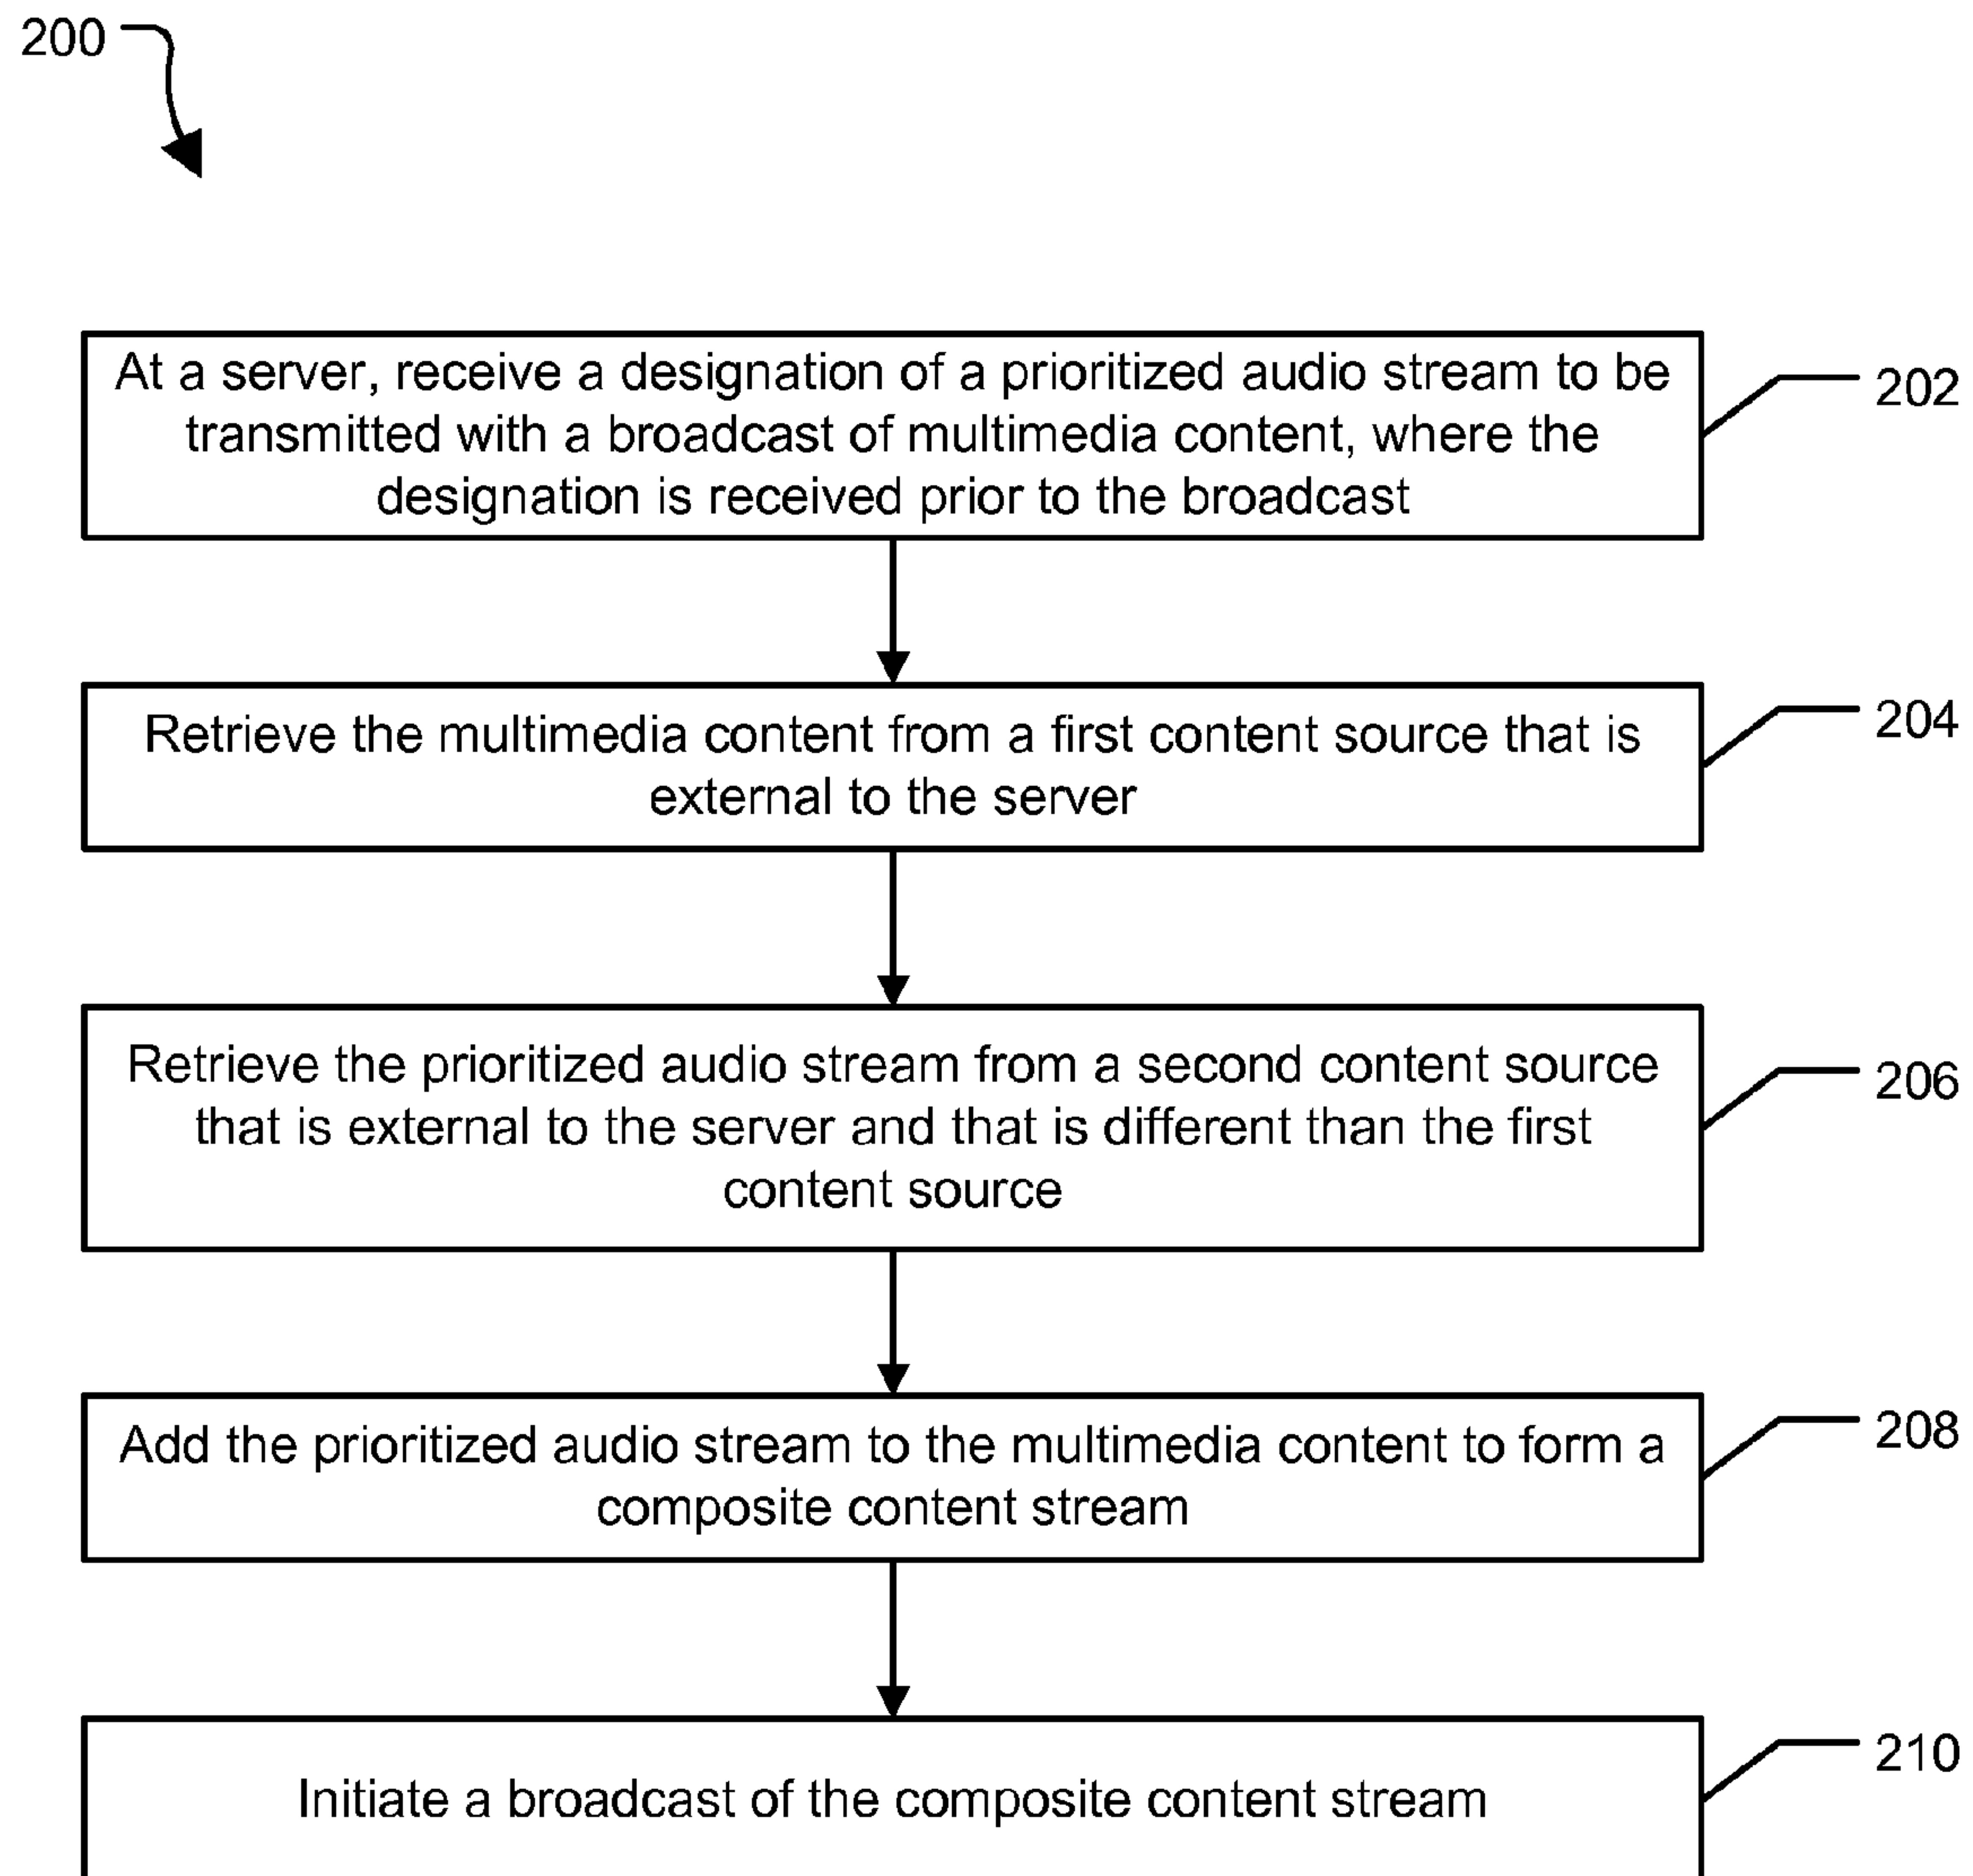 200
At a server, receive a designation of a prioritized audio stream to be
transmitted with a broadcast of multimedia content, where the
designation is received prior to the broadcast
202
Retrieve the multimedia content from a first content source that is
external to the server
204
Retrieve the prioritized audio stream from a second content source
that is external to the server and that is different than the first
content source
206
Add the prioritized audio stream to the multimedia content to form a
composite content stream
208
Initiate a broadcast of the composite content stream
210